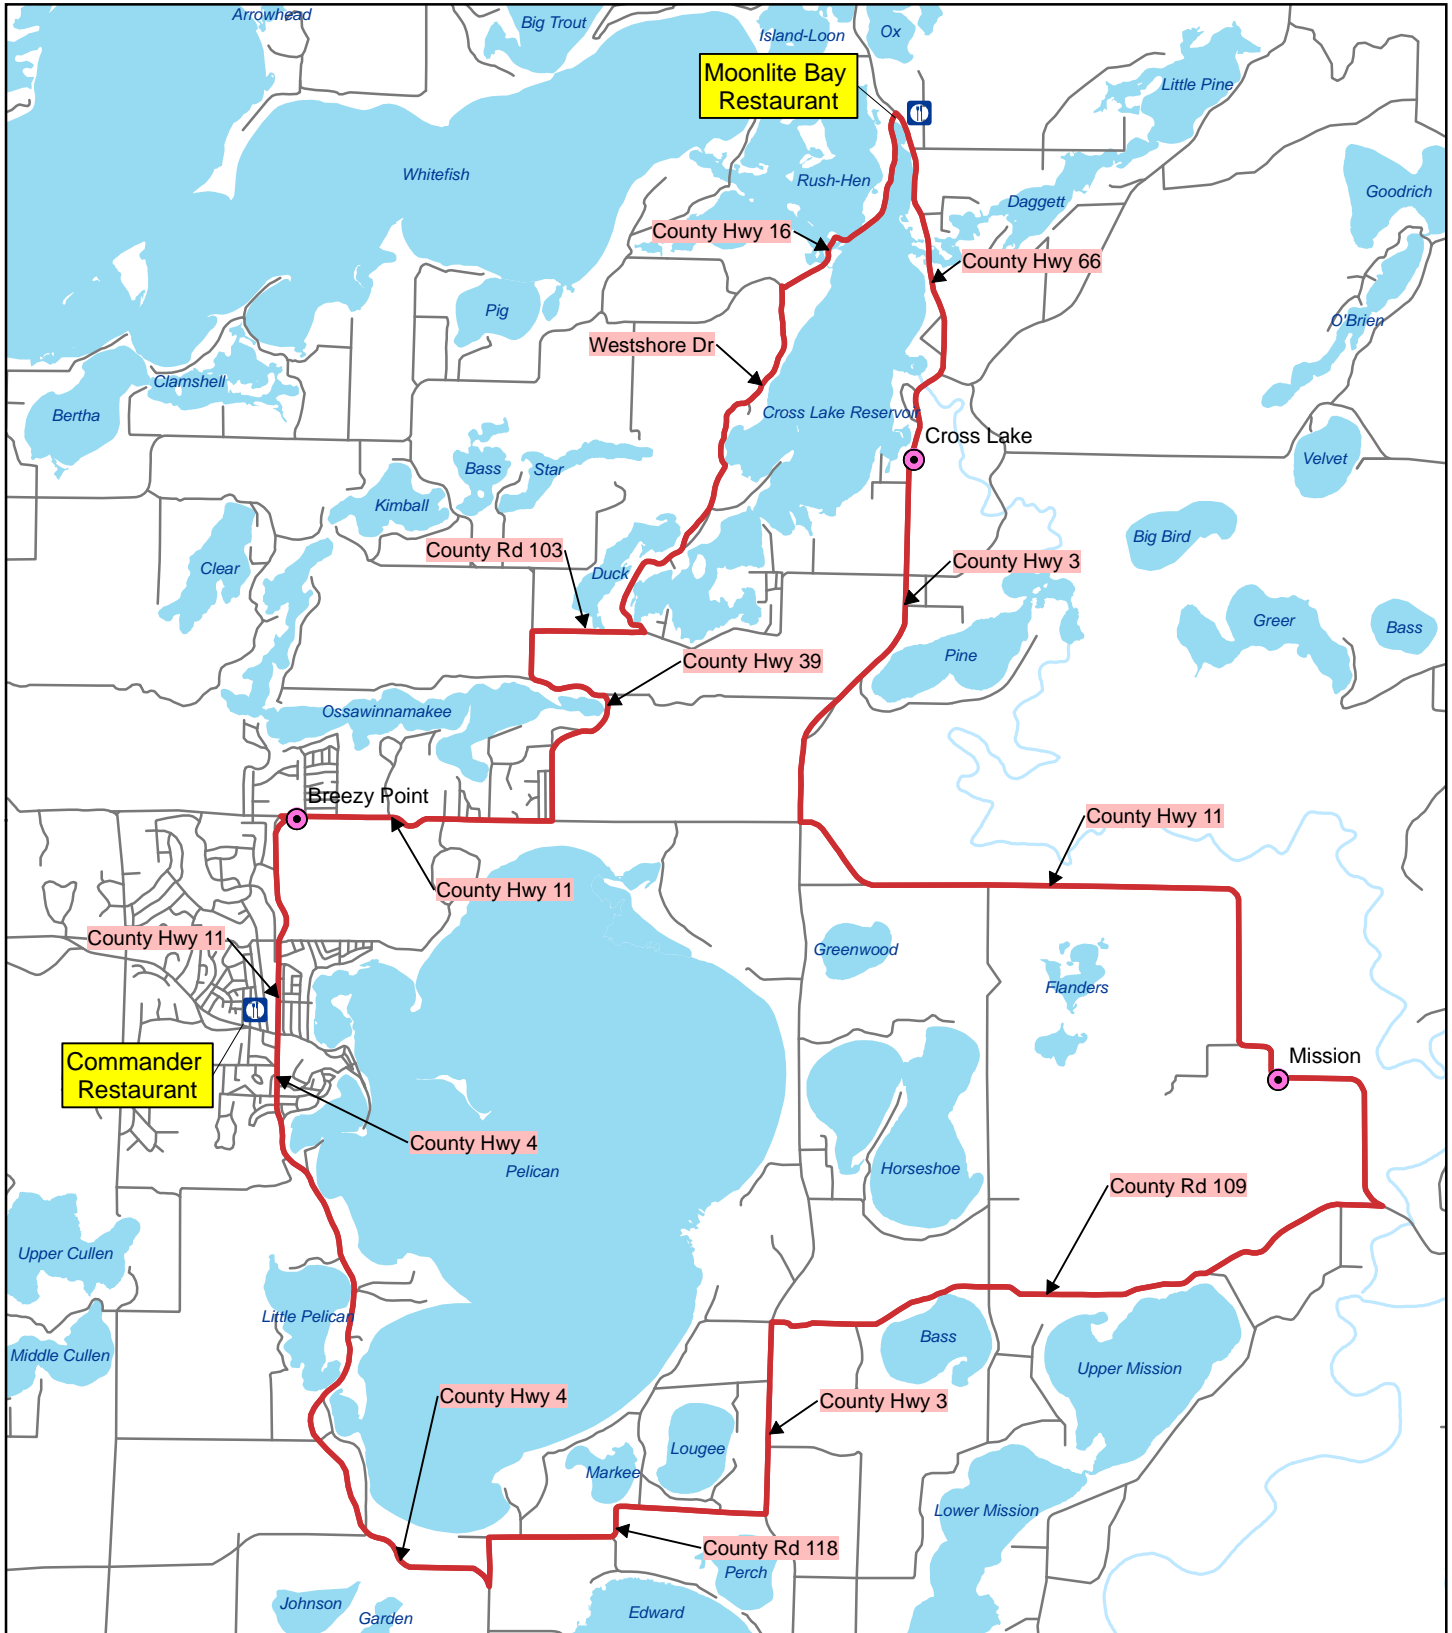 Arrowhead
Big Trout
Island-Loon
Ox
Moonlite Bay
Restaurant
Little Pine
Whitefish
Rush-Hen
Daggett
Goodrich
County Hwy 16
County Hwy 66
Pig
O'Brien
Westshore Dr
Clamshell
Bertha
Cross Lake Reservoir
Cross Lake
Bass
Star
Velvet
Kimball
Big Bird
County Rd 103
Clear
Duck
County Hwy 3
Greer
Bass
Pine
County Hwy 39
Ossawinnamakee
Breezy Point
County Hwy 11
County Hwy 11
County Hwy 11
Greenwood
Flanders
Commander
Restaurant
Mission
County Hwy 4
Pelican
Horseshoe
County Rd 109
Upper Cullen
Little Pelican
Bass
Middle Cullen
Upper Mission
County Hwy 4
County Hwy 3
Lougee
Markee
Lower Mission
County Rd 118
Perch
Johnson
Garden
Edward